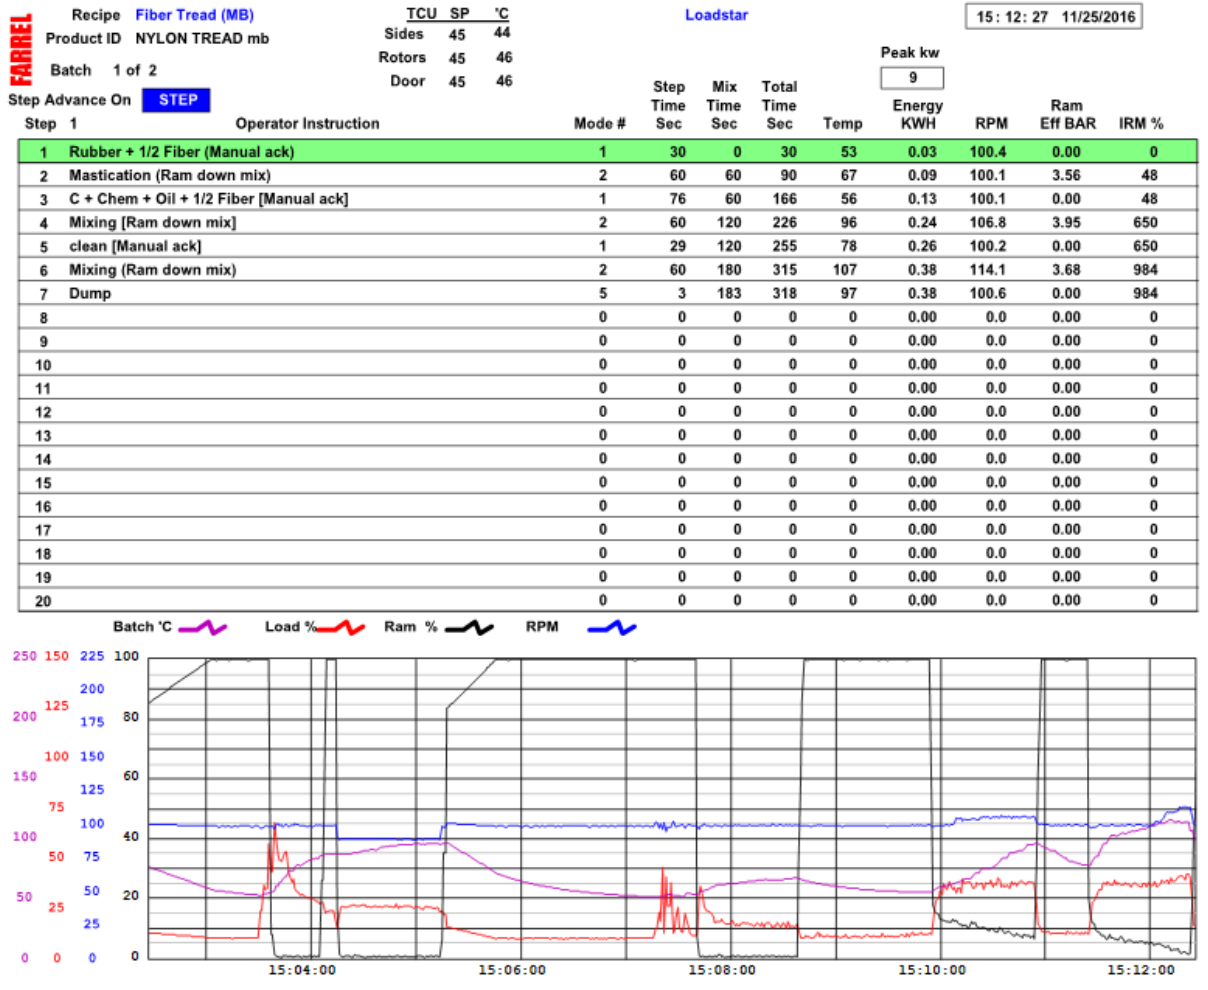 FARREL
Recipe Fiber Tread (MB)
Product ID NYLON TREAD mb
Batch 1 of 2
Step Advance On STEP
TCU SP 'C
Sides 45 44
Rotors 45 46
Door 45 46
Loadstar
15: 12: 27 11/25/2016
Peak kw
9
Step 1 Operator Instruction Mode # Step Time Sec Mix Time Sec Total Time Sec Temp Energy KWH RPM Ram Eff BAR IRM %
1 Rubber + 1/2 Fiber (Manual ack) 1 30 0 30 53 0.03 100.4 0.00 0
2 Mastication (Ram down mix) 2 60 60 90 67 0.09 100.1 3.56 48
3 C + Chem + Oil + 1/2 Fiber [Manual ack] 1 76 60 166 56 0.13 100.1 0.00 48
4 Mixing [Ram down mix] 2 60 120 226 96 0.24 106.8 3.95 650
5 clean [Manual ack] 1 29 120 255 78 0.26 100.2 0.00 650
6 Mixing (Ram down mix) 2 60 180 315 107 0.38 114.1 3.68 984
7 Dump 5 3 183 318 97 0.38 100.6 0.00 984
8 0 0 0 0 0 0.00 0.0 0.00 0
9 0 0 0 0 0 0.00 0.0 0.00 0
10 0 0 0 0 0 0.00 0.0 0.00 0
11 0 0 0 0 0 0.00 0.0 0.00 0
12 0 0 0 0 0 0.00 0.0 0.00 0
13 0 0 0 0 0 0.00 0.0 0.00 0
14 0 0 0 0 0 0.00 0.0 0.00 0
15 0 0 0 0 0 0.00 0.0 0.00 0
16 0 0 0 0 0 0.00 0.0 0.00 0
17 0 0 0 0 0 0.00 0.0 0.00 0
18 0 0 0 0 0 0.00 0.0 0.00 0
19 0 0 0 0 0 0.00 0.0 0.00 0
20 0 0 0 0 0 0.00 0.0 0.00 0
Batch 'C Load % Ram % RPM
250 150 225 100
200
125
200 175 80
100 150
150 125 60
75
100 100 40
50 75
50 50 20
25
25
0 0 0 0
15:04:00 15:06:00 15:08:00 15:10:00 15:12:00